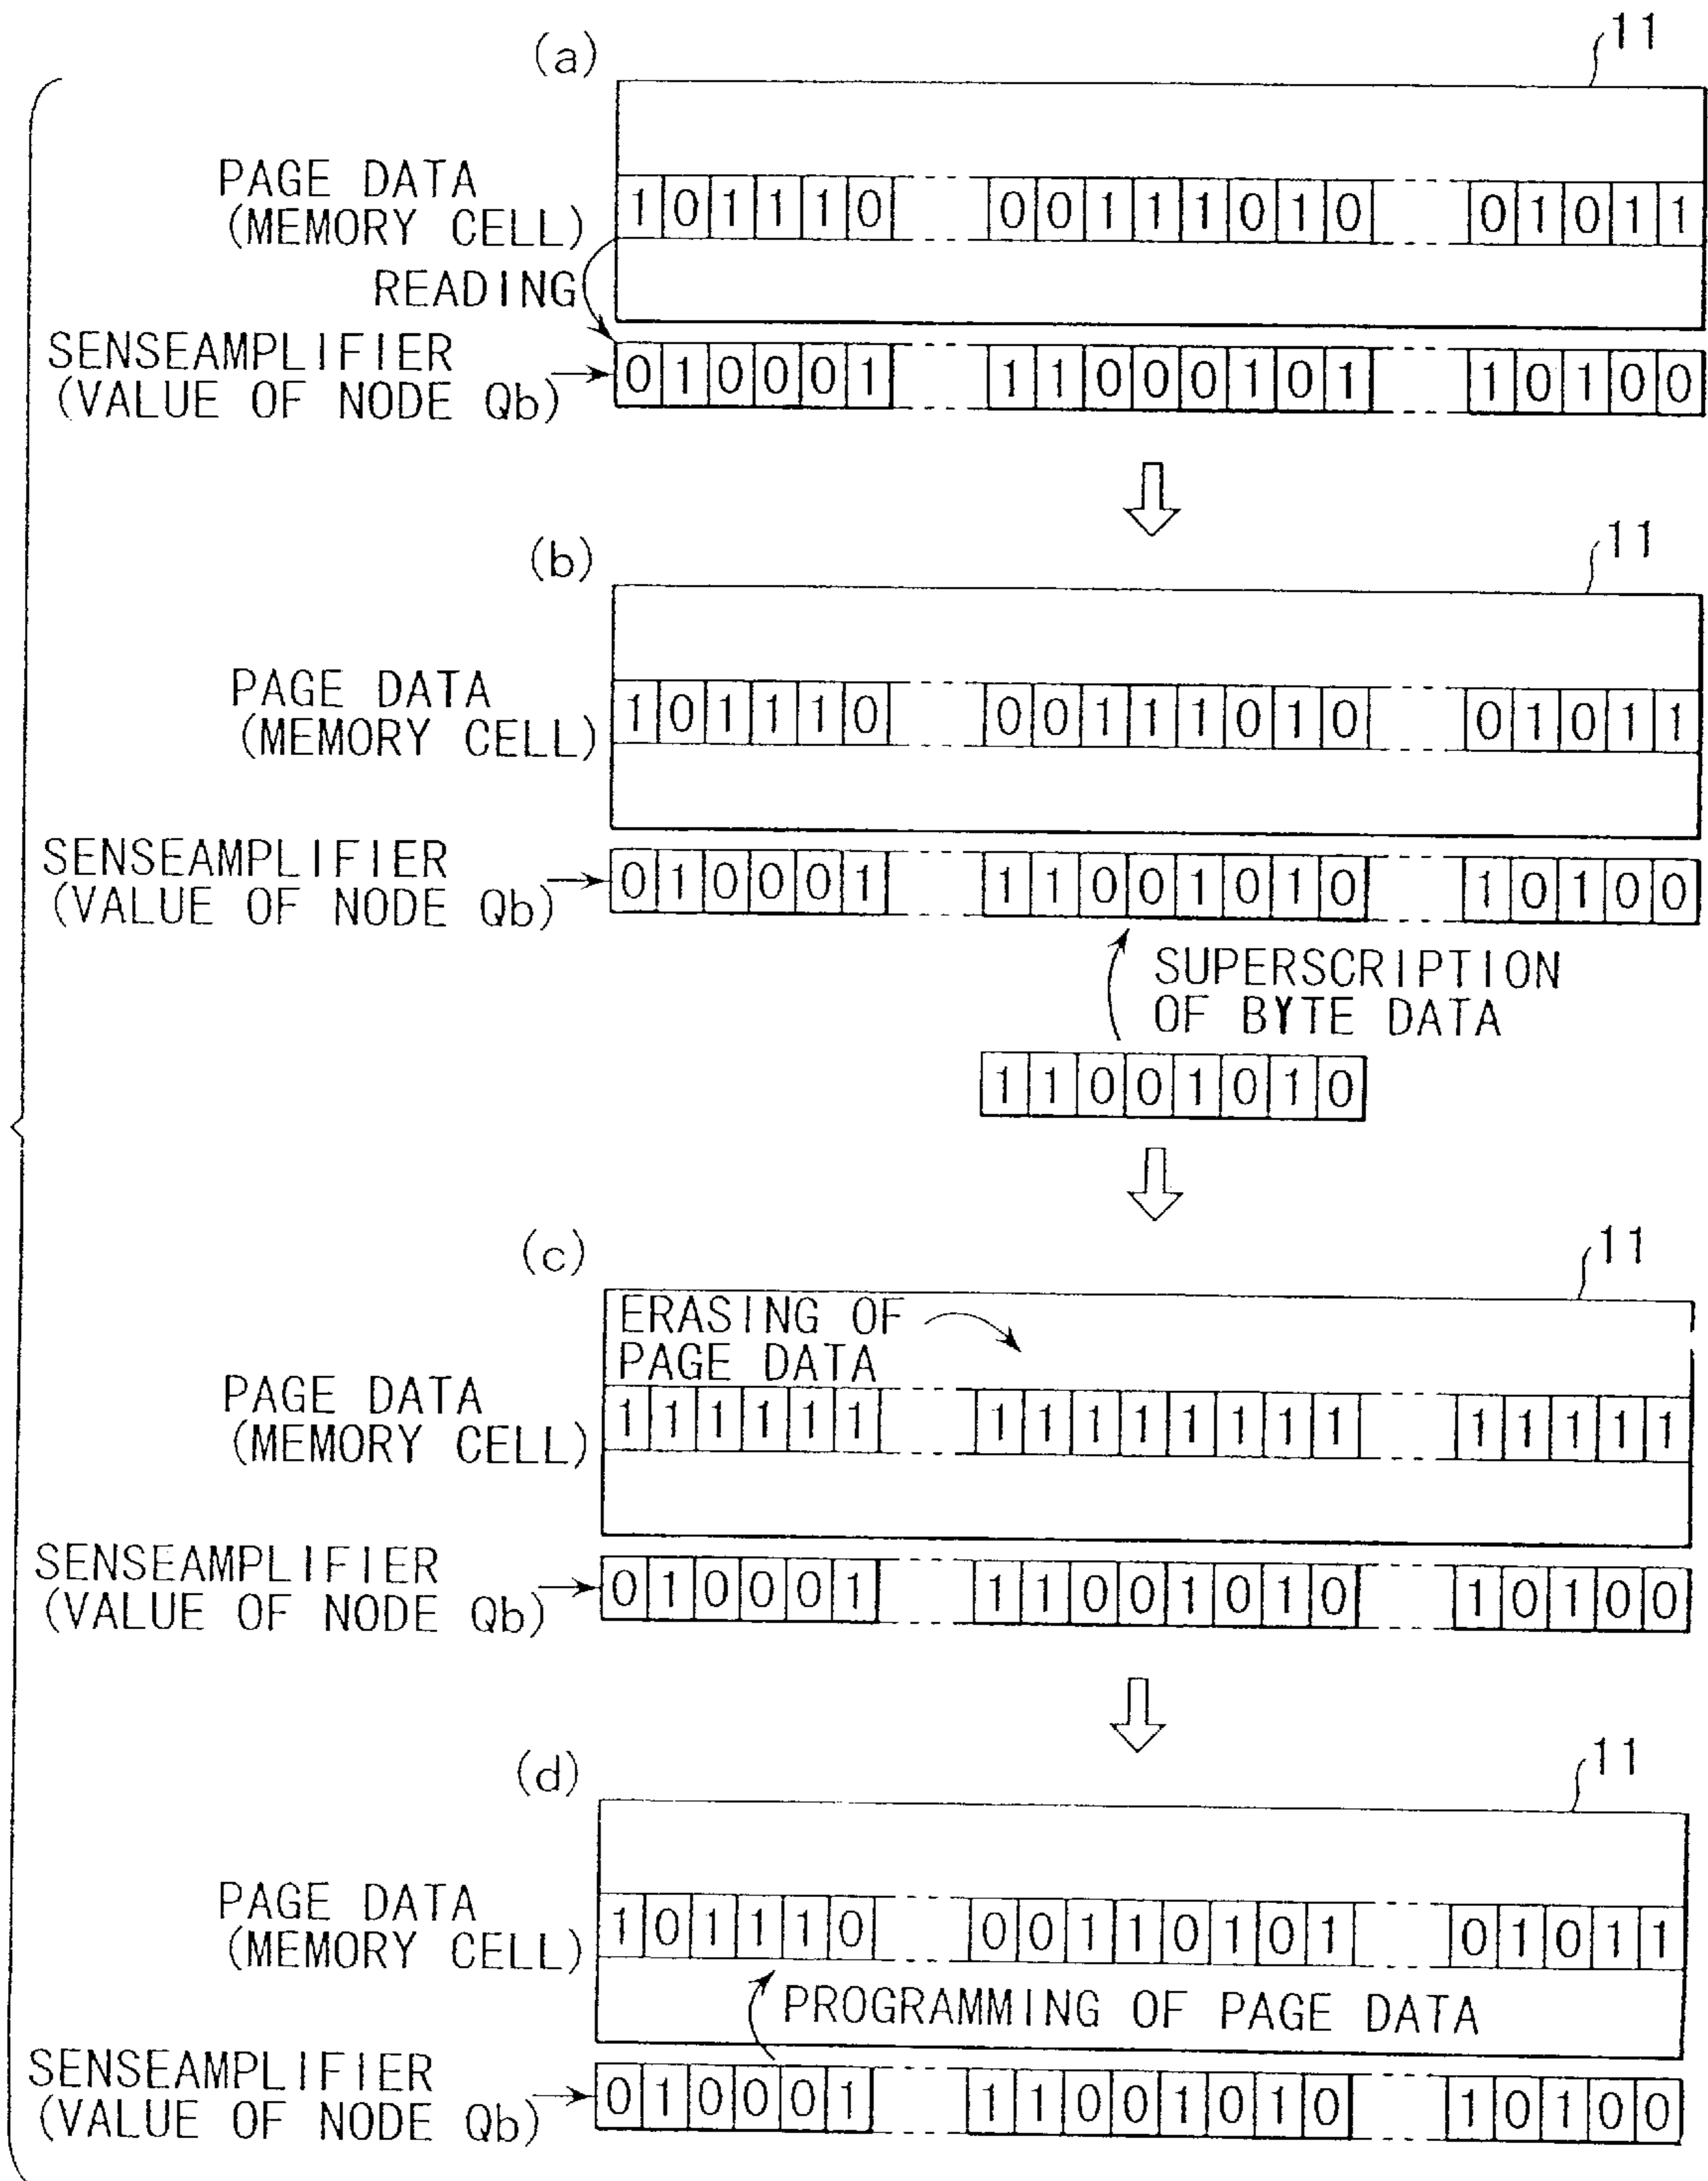 (a)
11
PAGE DATA
(MEMORY CELL)
1 0 1 1 1 0 0 0 1 1 1 0 1 0 0 1 0 1 1
READING
SENSEAMPLIFIER
(VALUE OF NODE Qb)
0 1 0 0 0 1 1 1 0 0 0 1 0 1 1 0 1 0 0
(b)
11
PAGE DATA
(MEMORY CELL)
1 0 1 1 1 0 0 0 1 1 1 0 1 0 0 1 0 1 1
SENSEAMPLIFIER
(VALUE OF NODE Qb)
0 1 0 0 0 1 1 1 0 0 1 0 1 0 1 0 1 0 0
SUPERSCRIPTION
OF BYTE DATA
1 1 0 0 1 0 1 0
(c)
11
ERASING OF
PAGE DATA
PAGE DATA
(MEMORY CELL)
1 1 1 1 1 1 1 1 1 1 1 1 1 1 1 1 1 1 1
SENSEAMPLIFIER
(VALUE OF NODE Qb)
0 1 0 0 0 1 1 1 0 0 1 0 1 0 1 0 1 0 0
(d)
11
PAGE DATA
(MEMORY CELL)
1 0 1 1 1 0 0 0 1 1 0 1 0 1 0 1 0 1 1
PROGRAMMING OF PAGE DATA
SENSEAMPLIFIER
(VALUE OF NODE Qb)
0 1 0 0 0 1 1 1 0 0 1 0 1 0 1 0 1 0 0